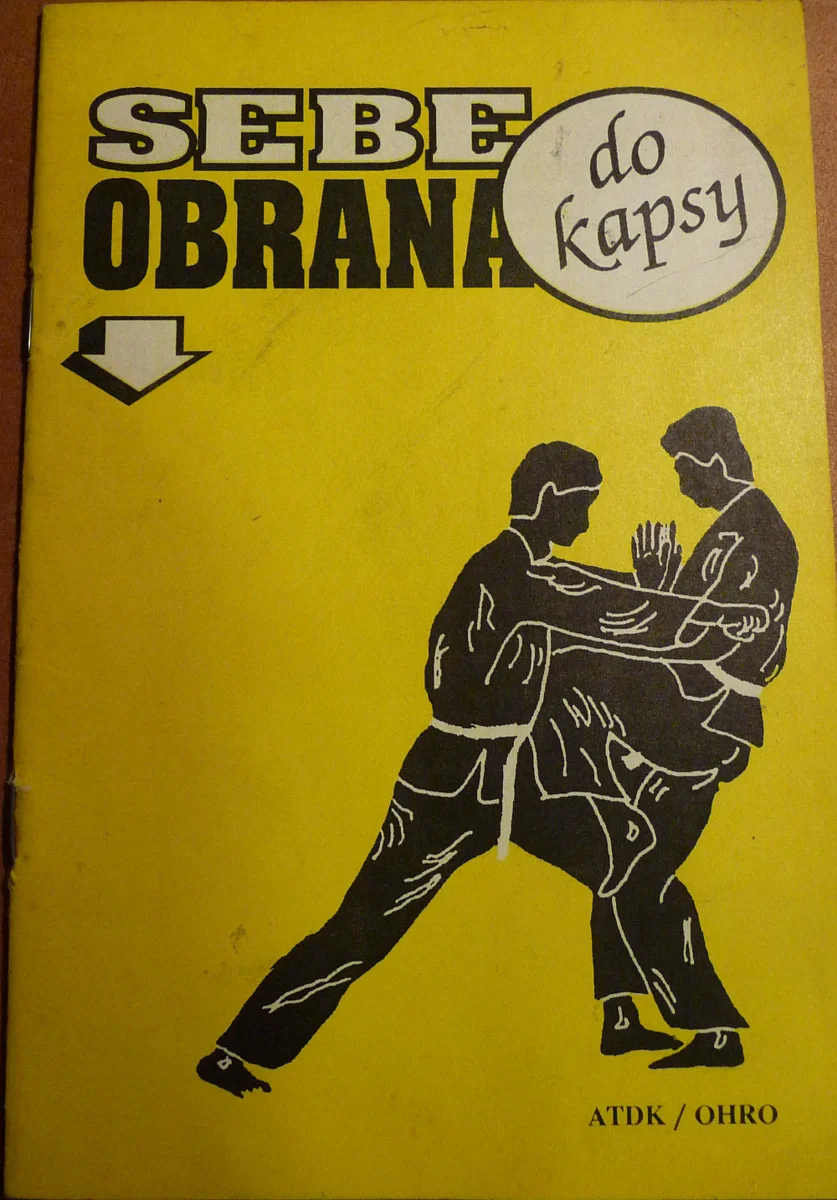 SEBE
OBRANA
do
kapsy
ATDK / OHRO